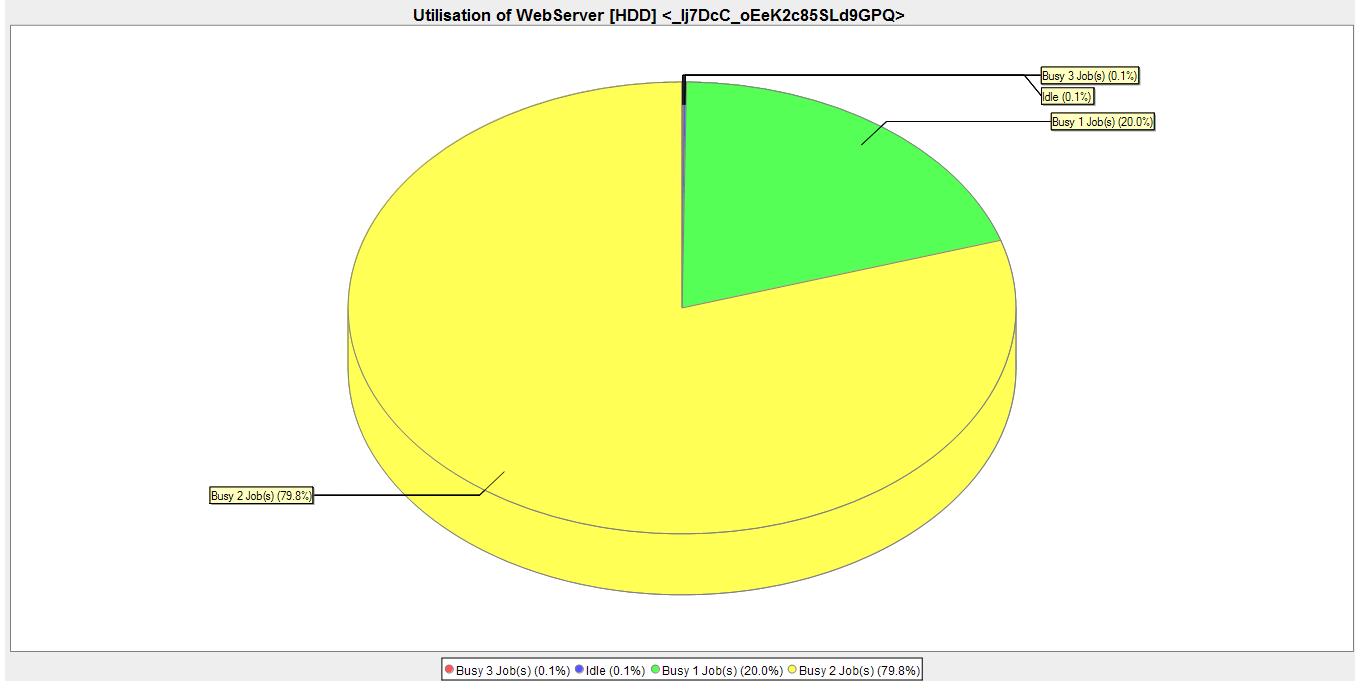 Utilisation of WebServer [HDD] <_Ij7DcC_oEeK2c85SLd9GPQ>
Busy 3 Job(s) (0.1%)
Idle (0.1%)
Busy 1 Job(s) (20.0%)
Busy 2 Job(s) (79.8%)
Busy 3 Job(s) (0.1%) Idle (0.1%) Busy 1 Job(s) (20.0%) Busy 2 Job(s) (79.8%)